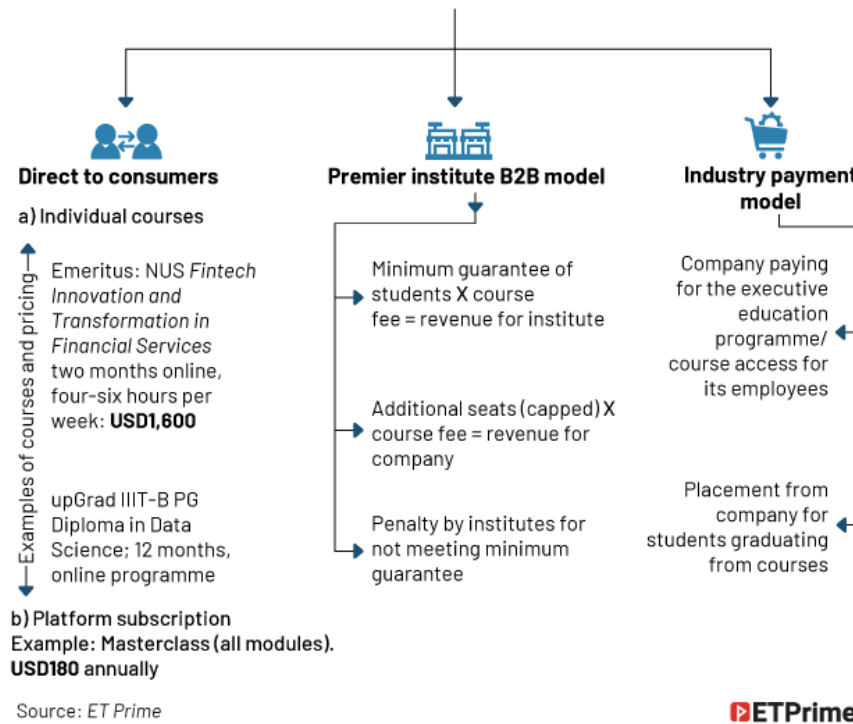 Direct to consumers
a) Individual courses
Examples of courses and pricing
Emeritus: NUS Fintech
Innovation and
Transformation in
Financial Services
two months online,
four-six hours per
week: USD1,600
upGrad IIIT-B PG
Diploma in Data
Science; 12 months,
online programme
b) Platform subscription
Example: Masterclass (all modules).
USD180 annually
Premier institute B2B model
Minimum guarantee of
students X course
fee = revenue for institute
Additional seats (capped) X
course fee = revenue for
company
Penalty by institutes for
not meeting minimum
guarantee
Industry payment
model
Company paying
for the executive
education
programme/
course access for
its employees
Placement from
company for
students graduating
from courses
Source: ET Prime
ETPrime